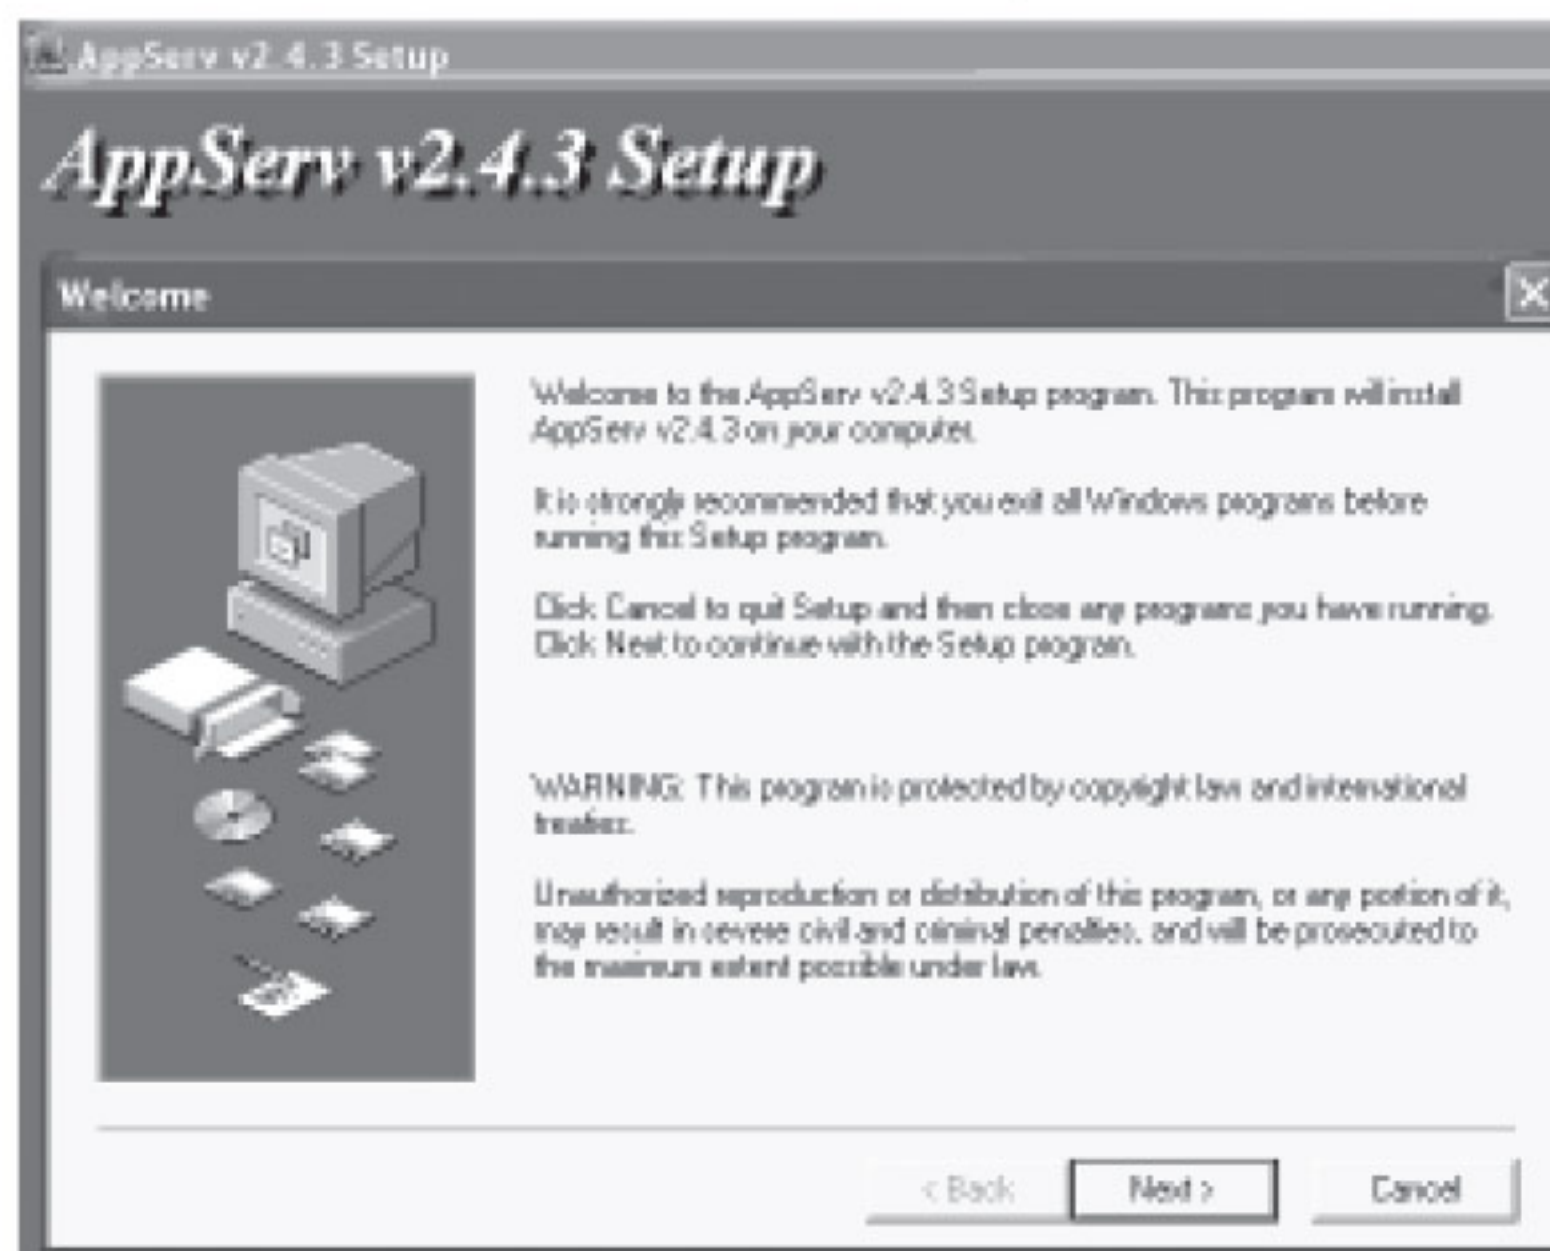 AppServ v2.4.3 Setup
AppServ v2.4.3 Setup
Welcome
Welcome to the AppServ v2.4.3 Setup program. This program will install
AppServ v2.4.3 on your computer.
It is strongly recommended that you exit all Windows programs before
running this Setup program.
Click Cancel to quit Setup and then close any programs you have running.
Click Next to continue with the Setup program.
WARNING: This program is protected by copyright law and international
treaties.
Unauthorized reproduction or distribution of this program, or any portion of it,
may result in severe civil and criminal penalties, and will be prosecuted to
the maximum extent possible under law.
< Back Next > Cancel